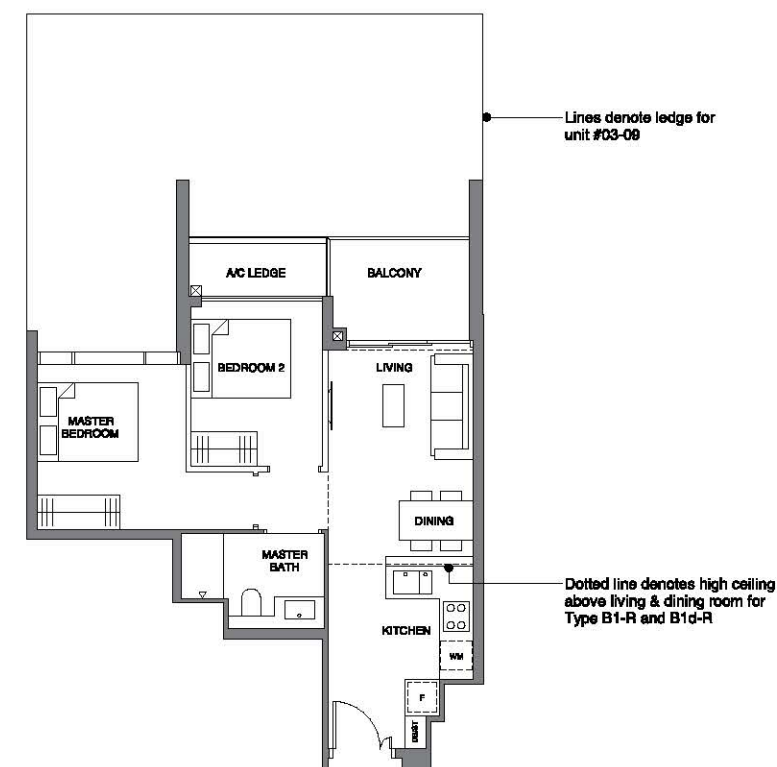 Lines denote ledge for
unit #03-09
A/C LEDGE
BALCONY
BEDROOM 2
LIVING
MASTER
BEDROOM
DINING
MASTER
BATH
Dotted line denotes high ceiling
above living & dining room for
Type B1-R and B1d-R
KITCHEN
WM
F
DB/ST